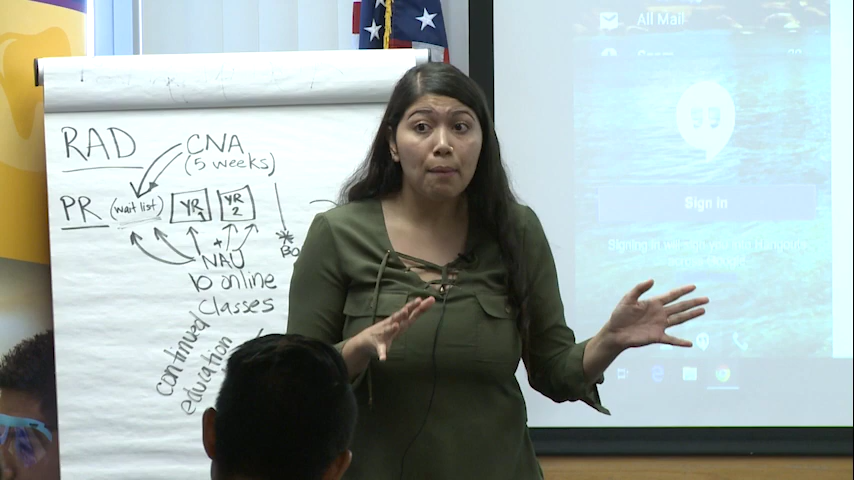 RAD
CNA
(5 weeks)
PR (wait list) YR 1 YR 2
+
NAU
10 online
classes
continued
education
All Mail
Sign in